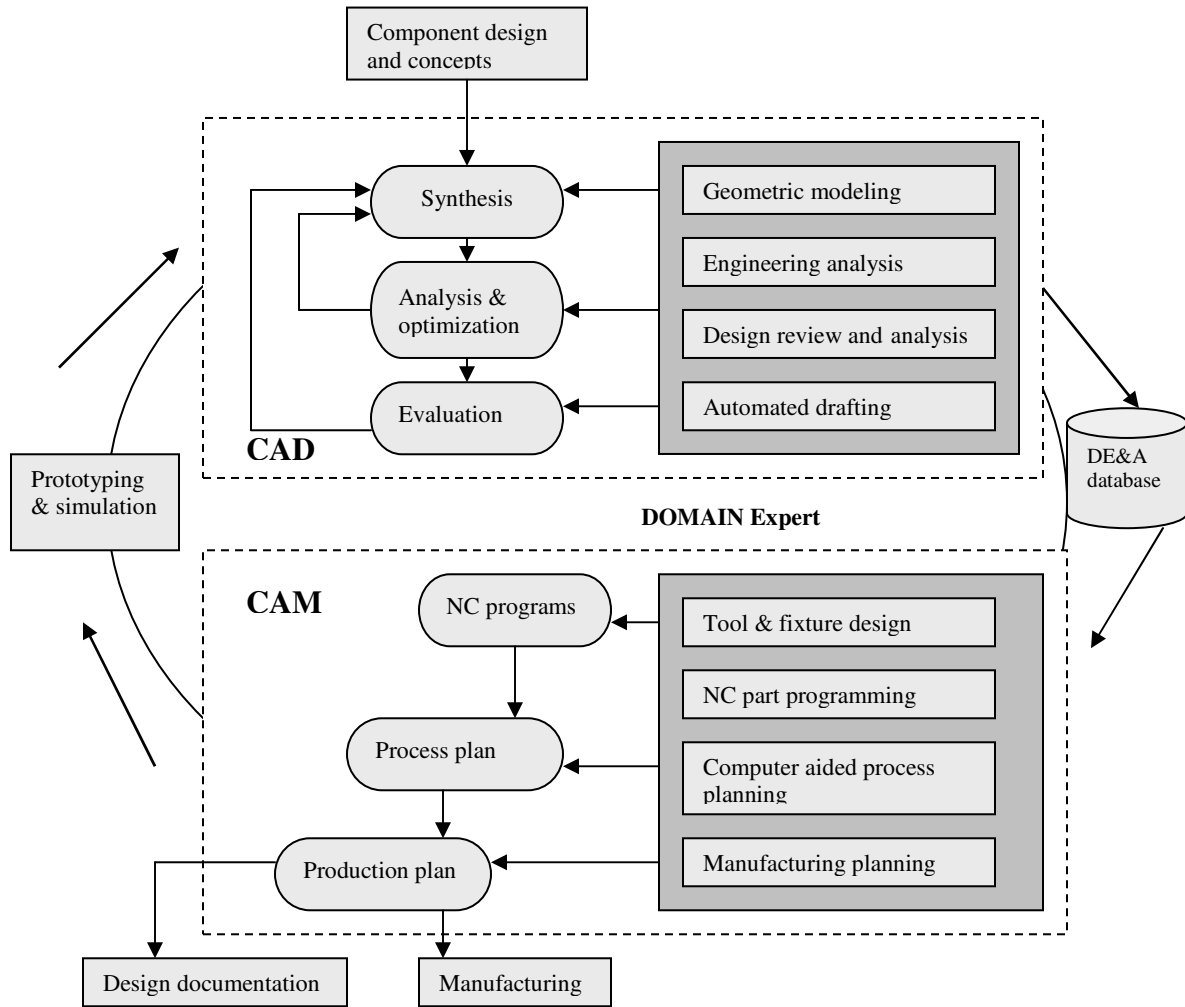 Component design
and concepts
Synthesis
Geometric modeling
Engineering analysis
Analysis &
optimization
Design review and analysis
Evaluation
Automated drafting
CAD
DE&A
database
Prototyping
& simulation
DOMAIN Expert
CAM
NC programs
Tool & fixture design
NC part programming
Process plan
Computer aided process
planning
Production plan
Manufacturing planning
Design documentation
Manufacturing